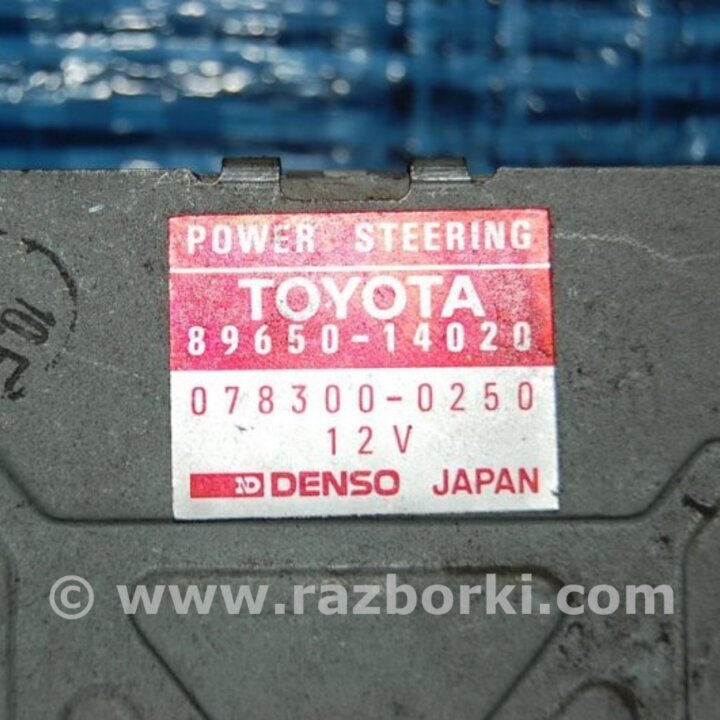 POWER STEERING
TOYOTA
89650-14020
078300-0250
12V
ND DENSO JAPAN
© www.razborki.com